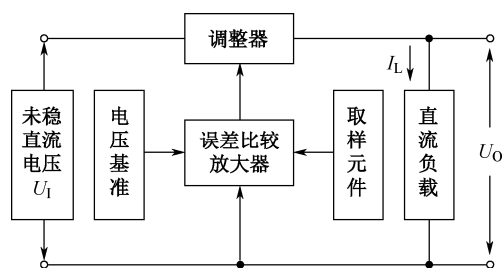 调整器
I_L
未稳
直流
电压
U_I
电
压
基
准
误差比较
放大器
取
样
元
件
直
流
负
载
U_O